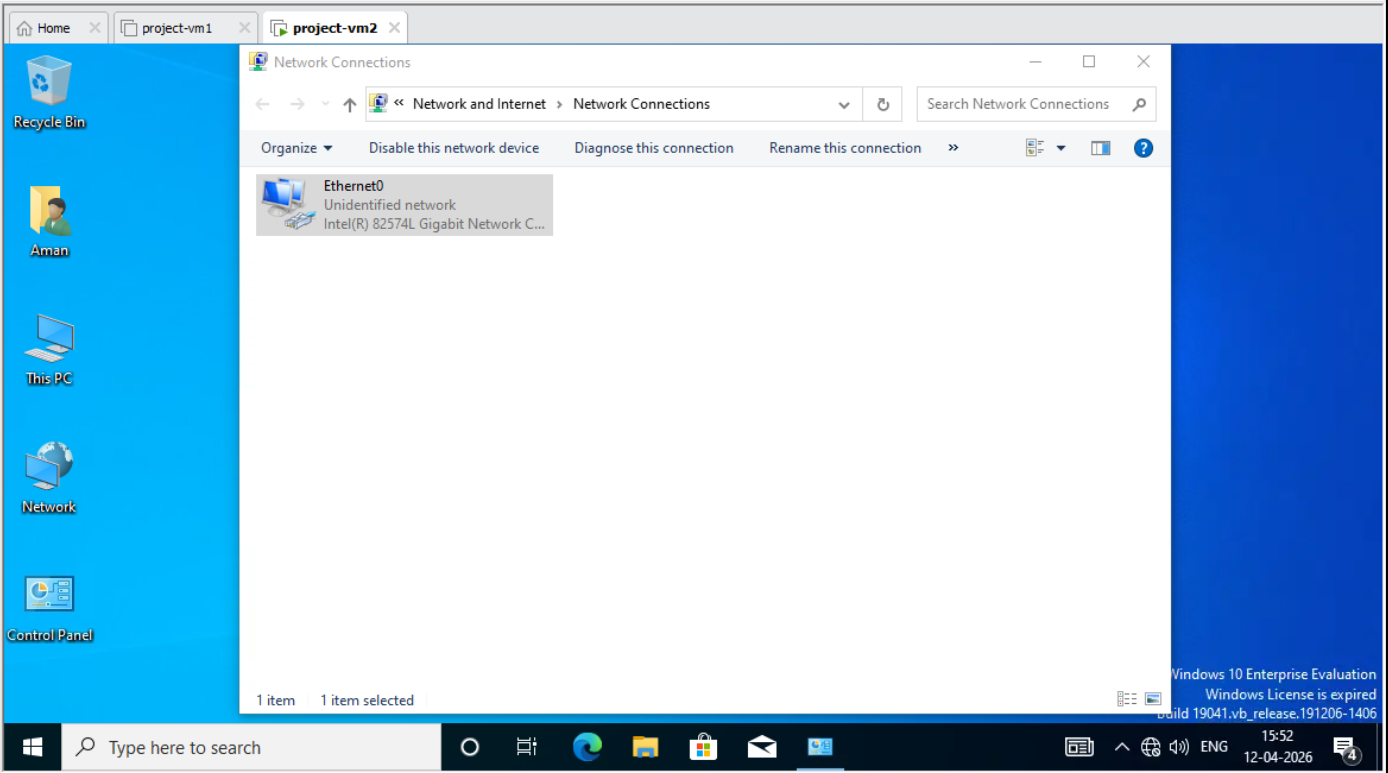 Home
project-vm1
project-vm2
Recycle Bin
Aman
This PC
Network
Control Panel
Network Connections
« Network and Internet › Network Connections
Search Network Connections
Organize
Disable this network device
Diagnose this connection
Rename this connection
»
Ethernet0
Unidentified network
Intel(R) 82574L Gigabit Network C...
1 item
1 item selected
Windows 10 Enterprise Evaluation
Windows License is expired
Build 19041.vb_release.191206-1406
Type here to search
ENG
15:52
12-04-2026
4